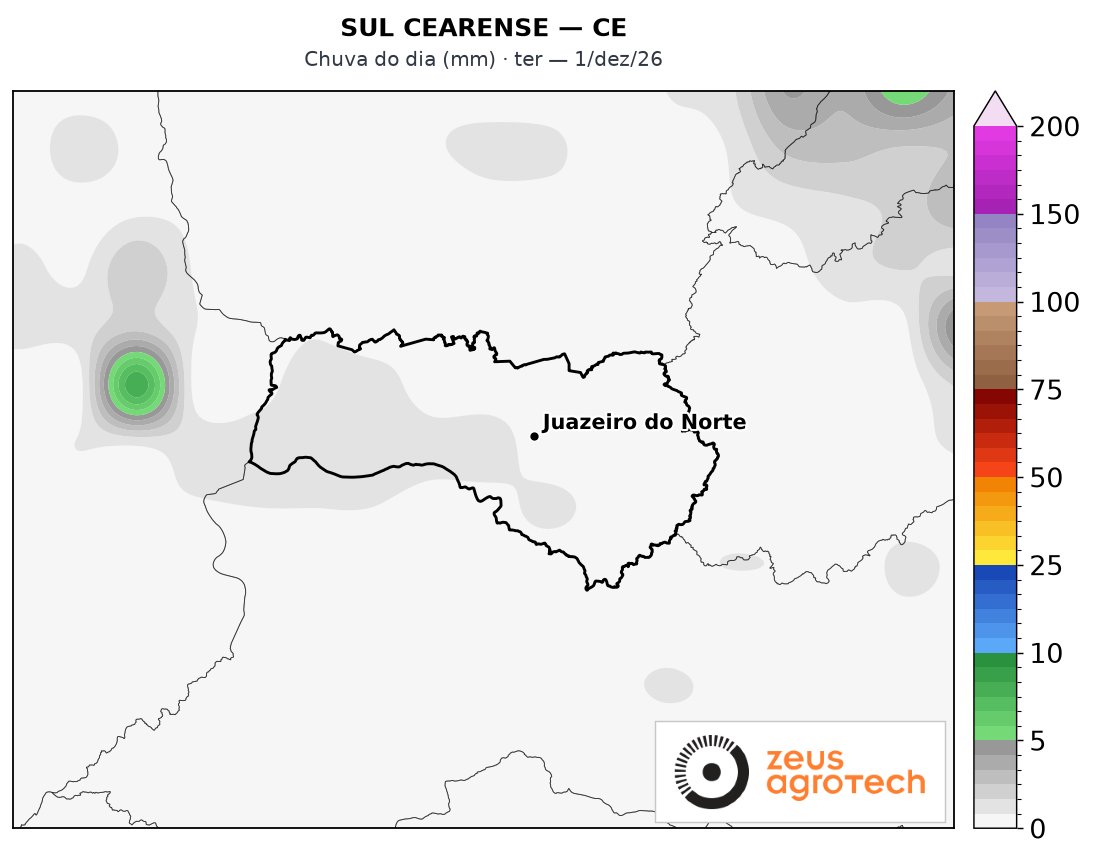 SUL CEARENSE — CE
Chuva do dia (mm) · ter — 1/dez/26
Juazeiro do Norte
200
150
100
75
50
25
10
5
0
zeus
agrotech